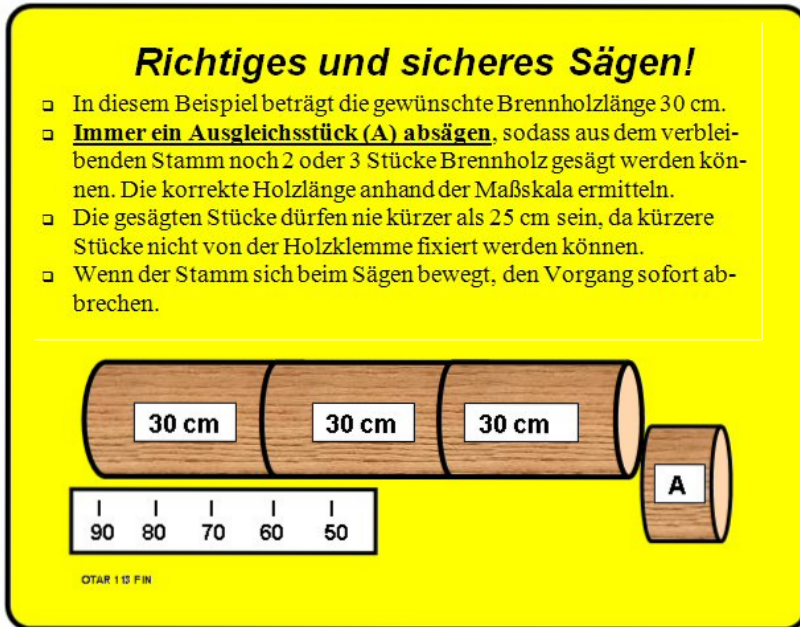 Richtiges und sicheres Sägen!
❑ In diesem Beispiel beträgt die gewünschte Brennholzlänge 30 cm.
❑ Immer ein Ausgleichsstück (A) absägen, sodass aus dem verblei-
benden Stamm noch 2 oder 3 Stücke Brennholz gesägt werden kön-
nen. Die korrekte Holzlänge anhand der Maßskala ermitteln.
❑ Die gesägten Stücke dürfen nie kürzer als 25 cm sein, da kürzere
Stücke nicht von der Holzklemme fixiert werden können.
❑ Wenn der Stamm sich beim Sägen bewegt, den Vorgang sofort ab-
brechen.
30 cm 30 cm 30 cm
A
90 80 70 60 50
OTAR 113 FIN